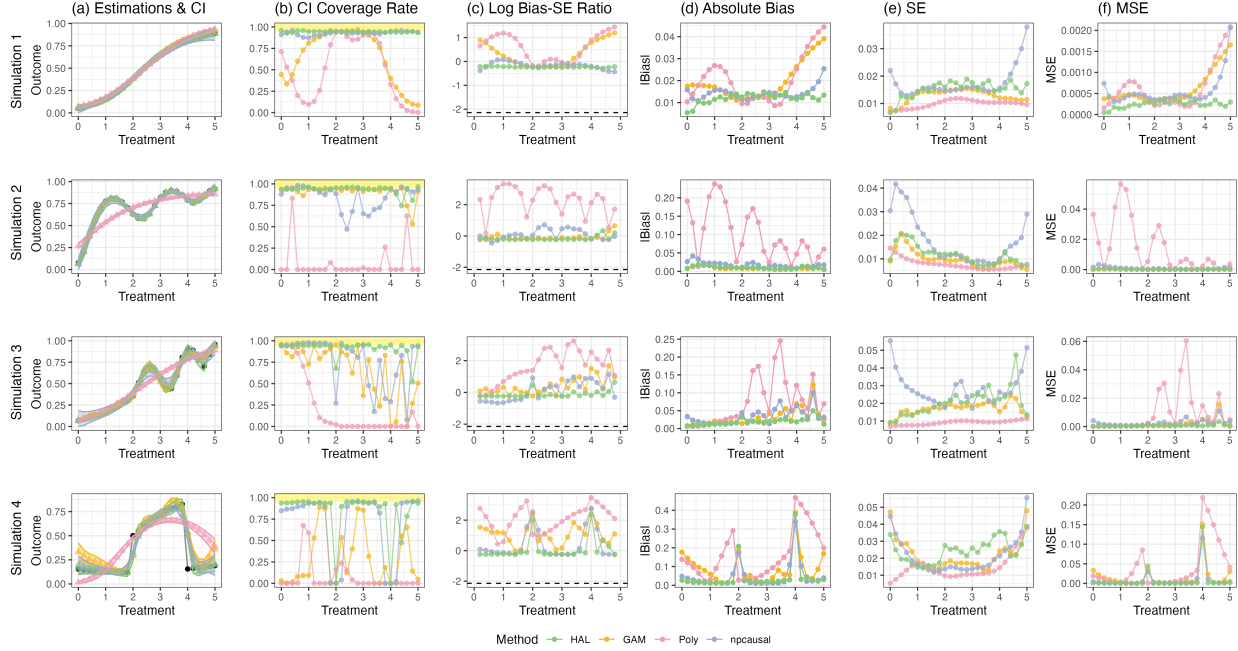 (a) Estimations & CI (b) CI Coverage Rate (c) Log Bias-SE Ratio (d) Absolute Bias (e) SE (f) MSE
Simulation 1
Outcome
1.00
0.75
0.50
0.25
0.00
0 1 2 3 4 5
Treatment
1.00
0.75
0.50
0.25
0.00
0 1 2 3 4 5
Treatment
1
0
-1
-2
0 1 2 3 4 5
Treatment
|Bias|
0.04
0.03
0.02
0.01
0 1 2 3 4 5
Treatment
0.03
0.02
0.01
0 1 2 3 4 5
Treatment
MSE
0.0020
0.0015
0.0010
0.0005
0.0000
0 1 2 3 4 5
Treatment
Simulation 2
Outcome
1.00
0.75
0.50
0.25
0.00
0 1 2 3 4 5
Treatment
1.00
0.75
0.50
0.25
0.00
0 1 2 3 4 5
Treatment
2
0
-2
0 1 2 3 4 5
Treatment
|Bias|
0.20
0.15
0.10
0.05
0.00
0 1 2 3 4 5
Treatment
0.04
0.03
0.02
0.01
0 1 2 3 4 5
Treatment
MSE
0.04
0.02
0.00
0 1 2 3 4 5
Treatment
Simulation 3
Outcome
1.00
0.75
0.50
0.25
0.00
0 1 2 3 4 5
Treatment
1.00
0.75
0.50
0.25
0.00
0 1 2 3 4 5
Treatment
2
0
-2
0 1 2 3 4 5
Treatment
|Bias|
0.25
0.20
0.15
0.10
0.05
0.00
0 1 2 3 4 5
Treatment
0.05
0.04
0.03
0.02
0.01
0 1 2 3 4 5
Treatment
MSE
0.06
0.04
0.02
0.00
0 1 2 3 4 5
Treatment
Simulation 4
Outcome
0.75
0.50
0.25
0.00
0 1 2 3 4 5
Treatment
1.00
0.75
0.50
0.25
0.00
0 1 2 3 4 5
Treatment
2
0
-2
0 1 2 3 4 5
Treatment
|Bias|
0.4
0.3
0.2
0.1
0.0
0 1 2 3 4 5
Treatment
0.05
0.04
0.03
0.02
0.01
0 1 2 3 4 5
Treatment
MSE
0.20
0.15
0.10
0.05
0.00
0 1 2 3 4 5
Treatment
Method HAL GAM Poly npcausal